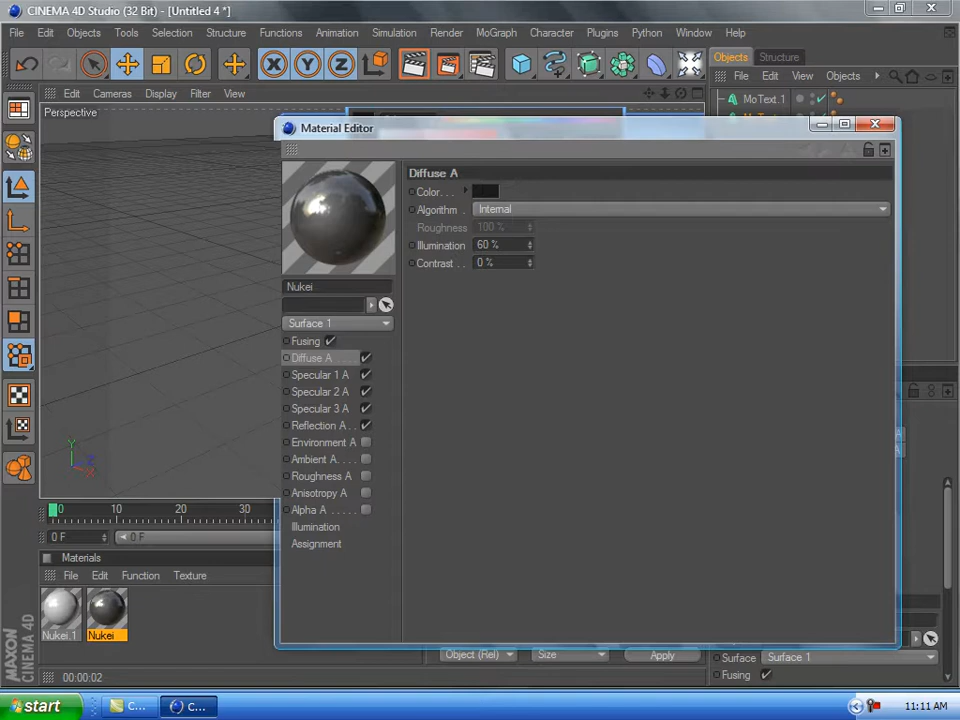 CINEMA 4D Studio (32 Bit) - [Untitled 4 *]
File Edit Objects Tools Selection Structure Functions Animation Simulation Render MoGraph Character Plugins Python Window Help
Objects Structure
File Edit View Objects
Edit Cameras Display Filter View
MoText.1
Perspective
Material Editor
Diffuse A
Color. . .
Algorithm . Internal
Roughness 100 %
Illumination 60 %
Contrast . . 0 %
Nukei
Surface 1
Fusing
Diffuse A . . . .
Specular 1 A
Specular 2 A
Specular 3 A
Reflection A . .
Environment A
Ambient A. . . .
Roughness A
Anisotropy A
Alpha A . . . . .
Illumination
Assignment
0 10 20 30
0 F 0 F
Materials
File Edit Function Texture
Nukei.1 Nukei
Object (Rel) Size Apply
Surface Surface 1
Fusing . .
00:00:02
MAXON CINEMA 4D
start C... C... 11:11 AM